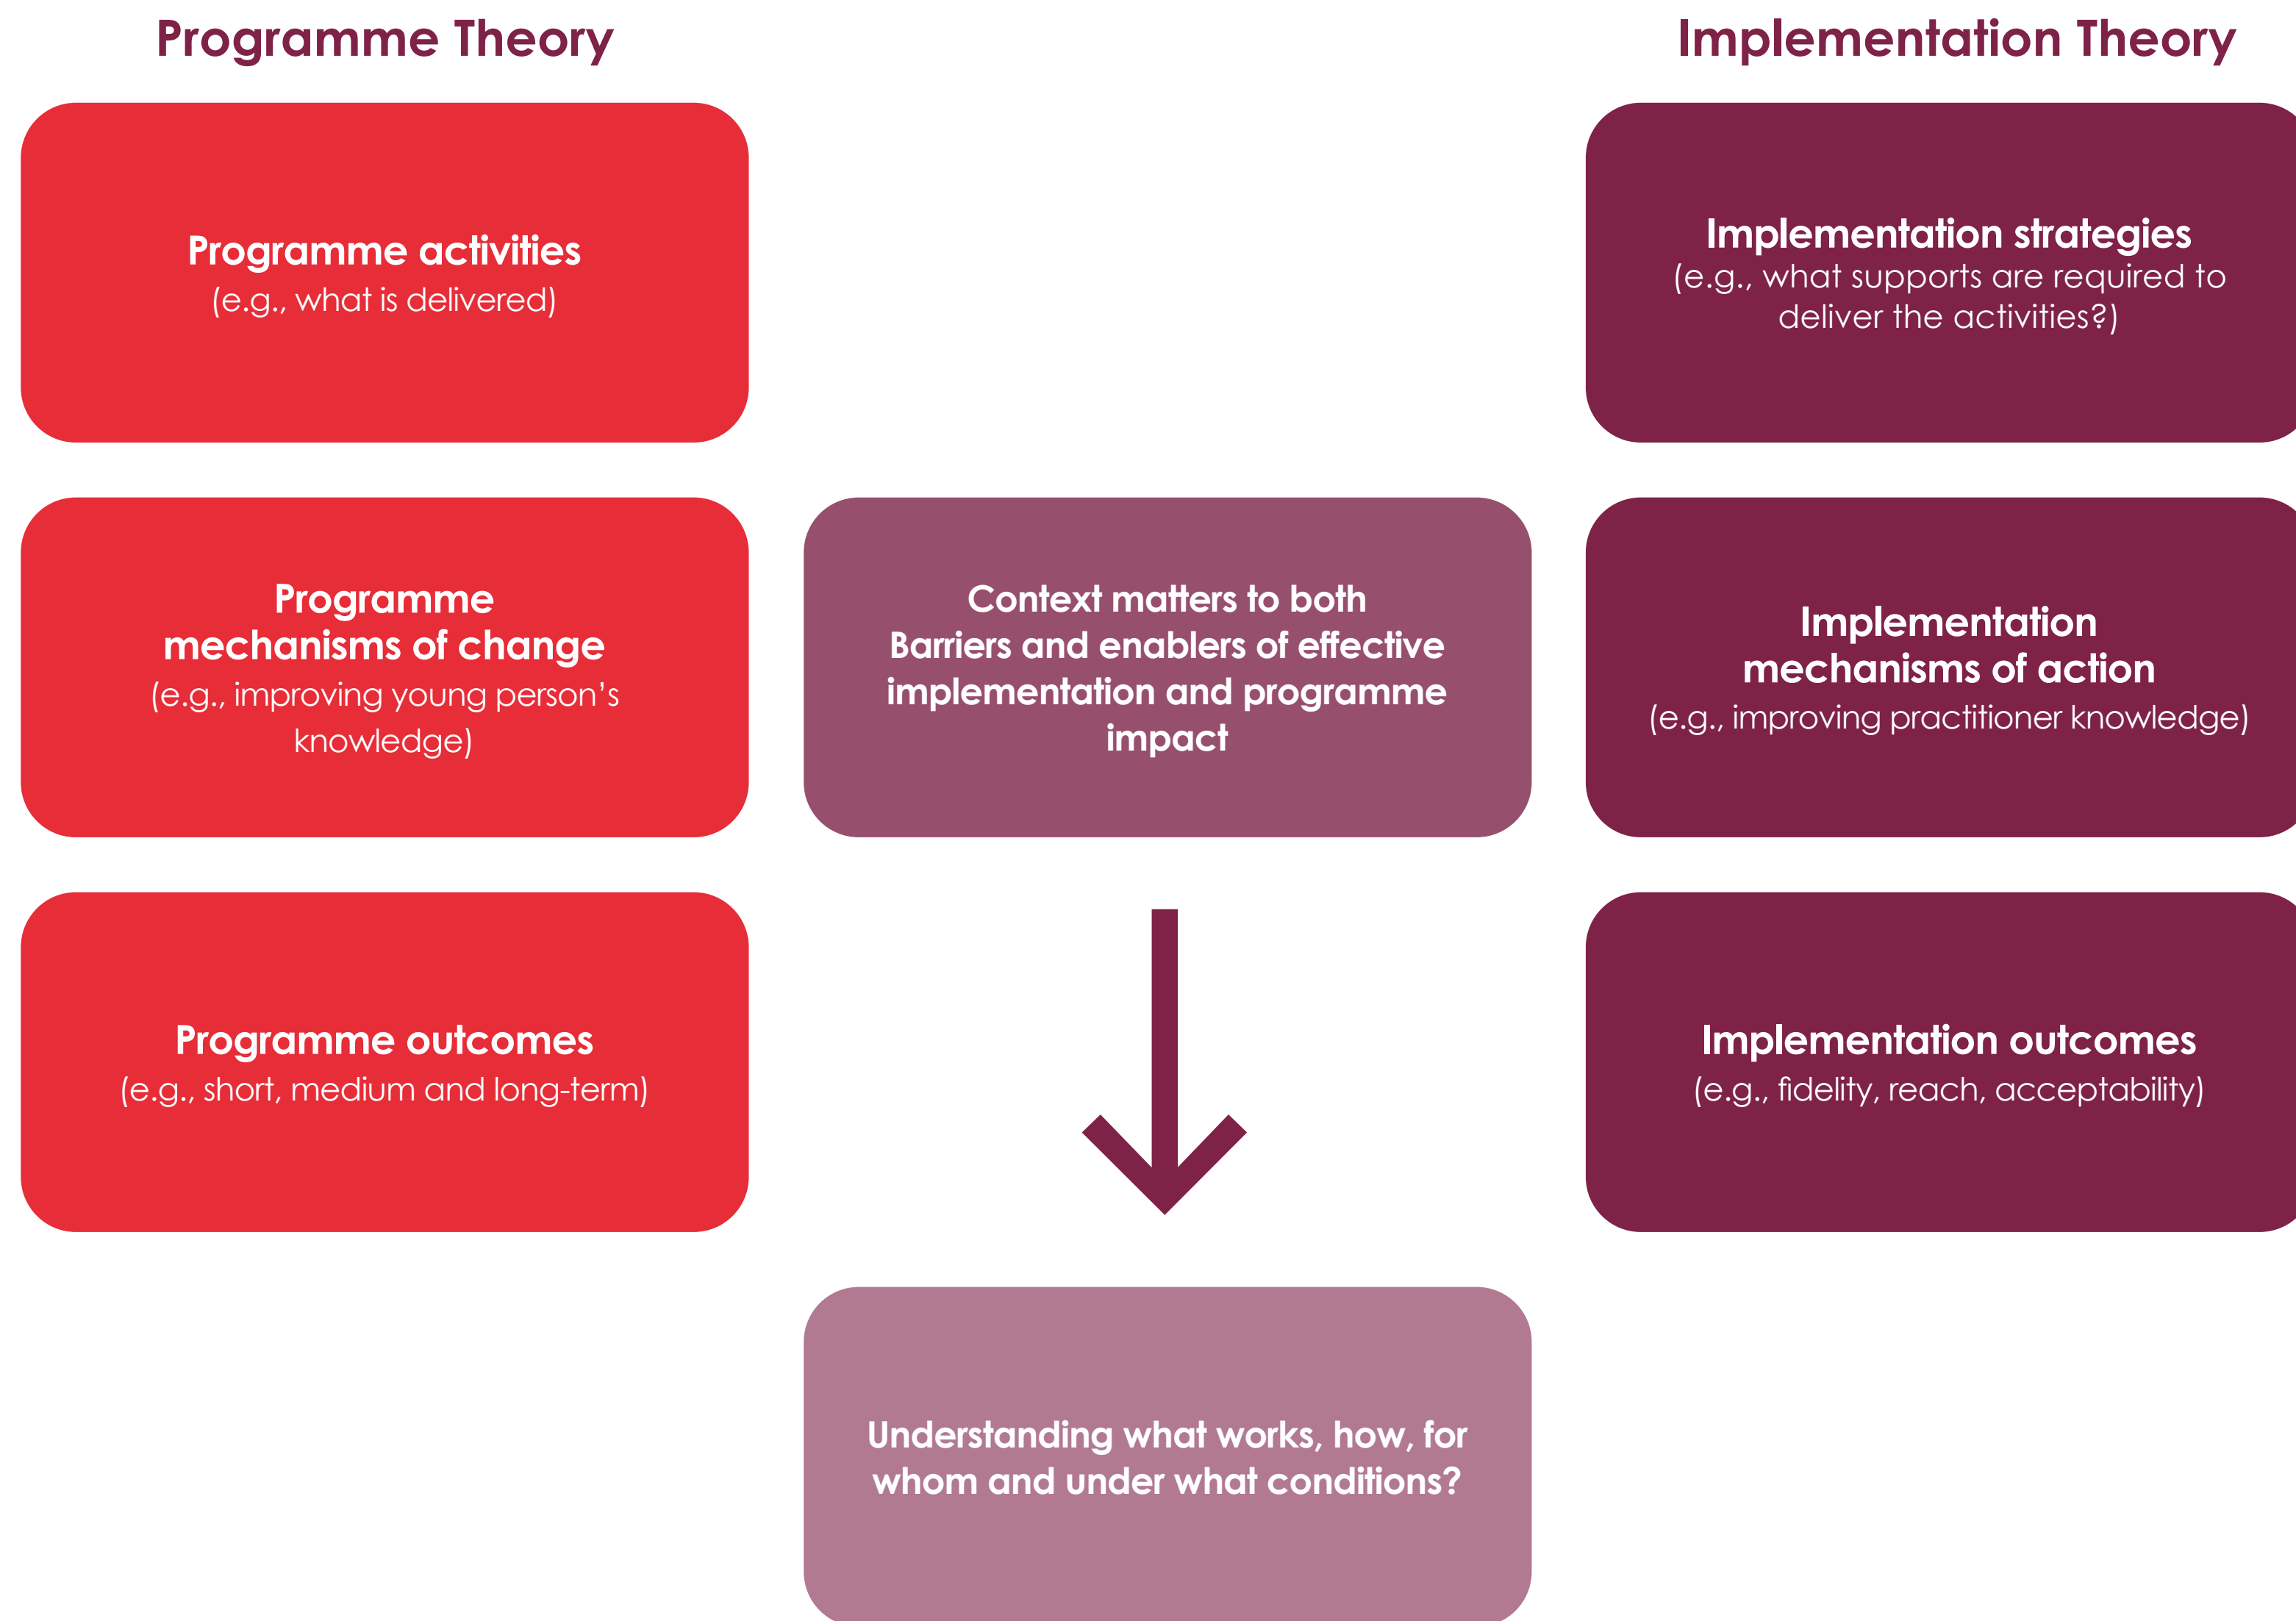 Programme Theory
Programme activities
(e.g., what is delivered)
Programme
mechanisms of change
(e.g., improving young person's
knowledge)
Programme outcomes
(e.g., short, medium and long-term)
Context matters to both
Barriers and enablers of effective
implementation and programme
impact
Understanding what works, how, for
whom and under what conditions?
Implementation Theory
Implementation strategies
(e.g., what supports are required to
deliver the activities?)
Implementation
mechanisms of action
(e.g., improving practitioner knowledge)
Implementation outcomes
(e.g., fidelity, reach, acceptability)